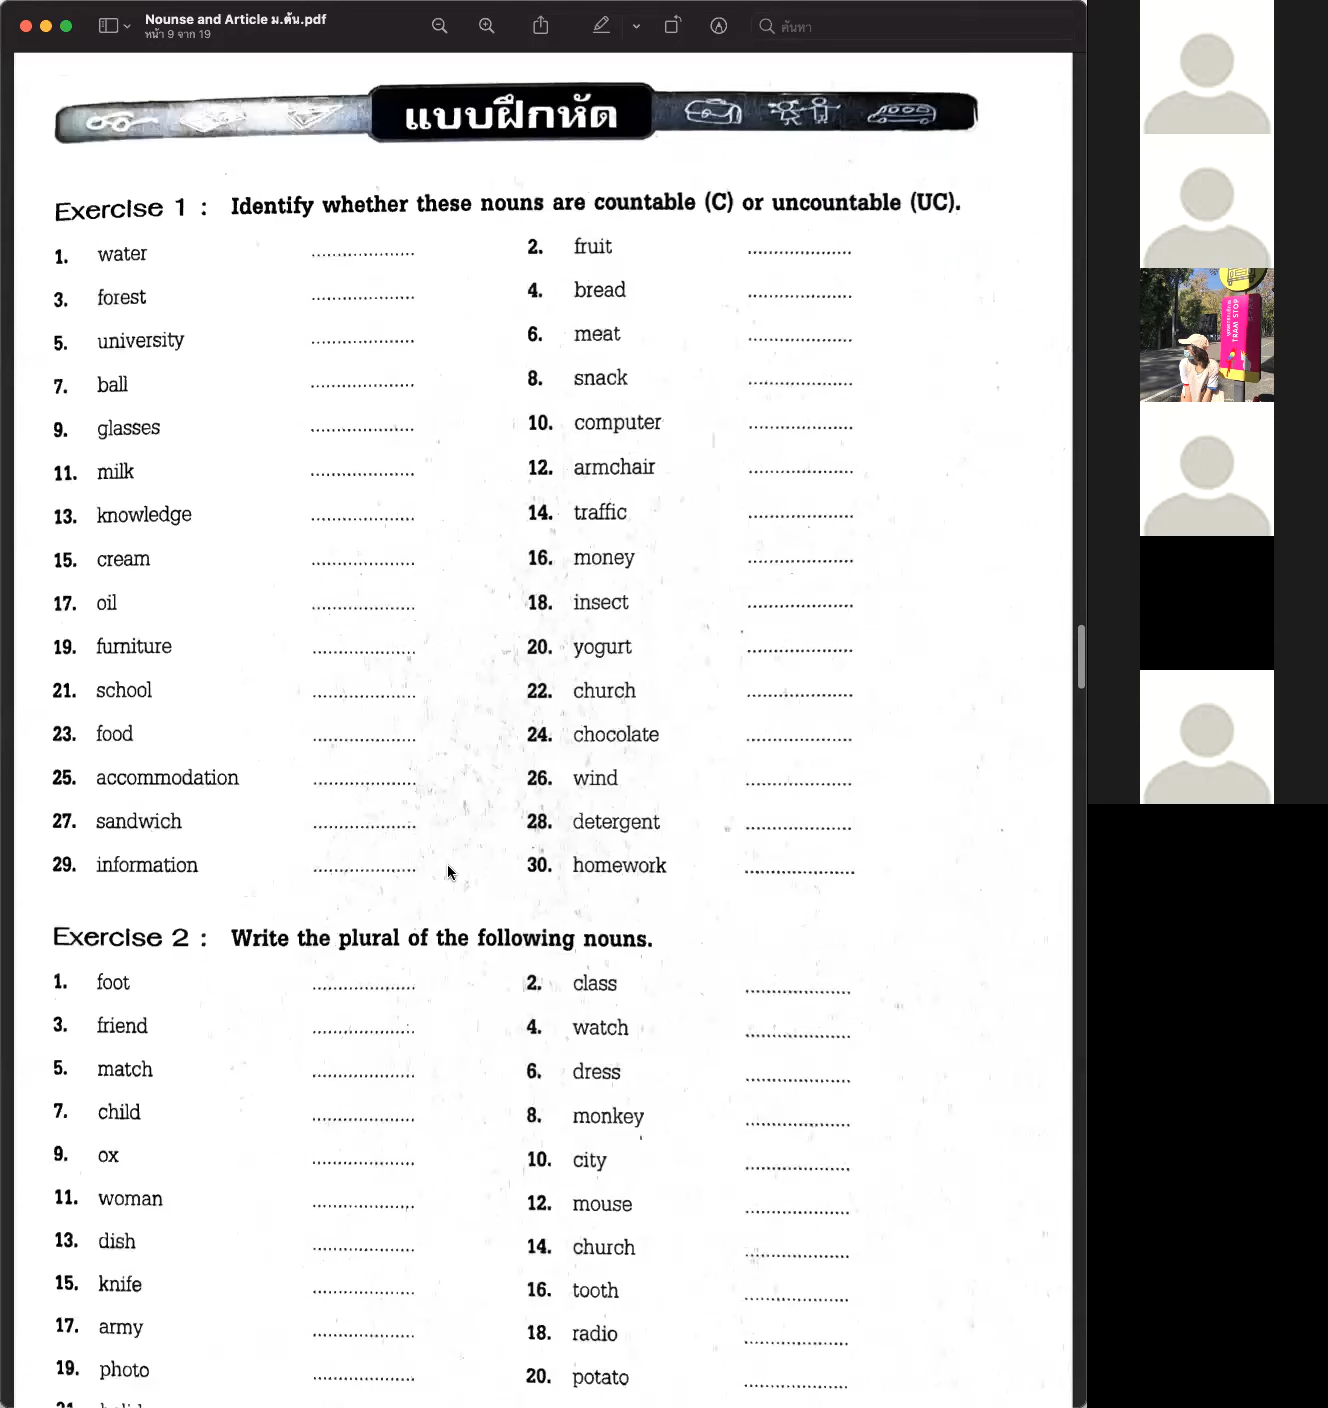 Nounse and Article ม.ต้น.pdf
หน้า 9 จาก 19
ค้นหา
แบบฝึกหัด
TRAM STOP
Exercise 1 : Identify whether these nouns are countable (C) or uncountable (UC).
1. water .................... 2. fruit ....................
3. forest .................... 4. bread ....................
5. university .................... 6. meat ....................
7. ball .................... 8. snack ....................
9. glasses .................... 10. computer ....................
11. milk .................... 12. armchair ....................
13. knowledge .................... 14. traffic ....................
15. cream .................... 16. money ....................
17. oil .................... 18. insect ....................
19. furniture .................... 20. yogurt ....................
21. school .................... 22. church ....................
23. food .................... 24. chocolate ....................
25. accommodation .................... 26. wind ....................
27. sandwich .................... 28. detergent ....................
29. information .................... 30. homework ....................
Exercise 2 : Write the plural of the following nouns.
1. foot .................... 2. class ....................
3. friend .................... 4. watch ....................
5. match .................... 6. dress ....................
7. child .................... 8. monkey ....................
9. ox .................... 10. city ....................
11. woman .................... 12. mouse ....................
13. dish .................... 14. church ....................
15. knife .................... 16. tooth ....................
17. army .................... 18. radio ....................
19. photo .................... 20. potato ....................